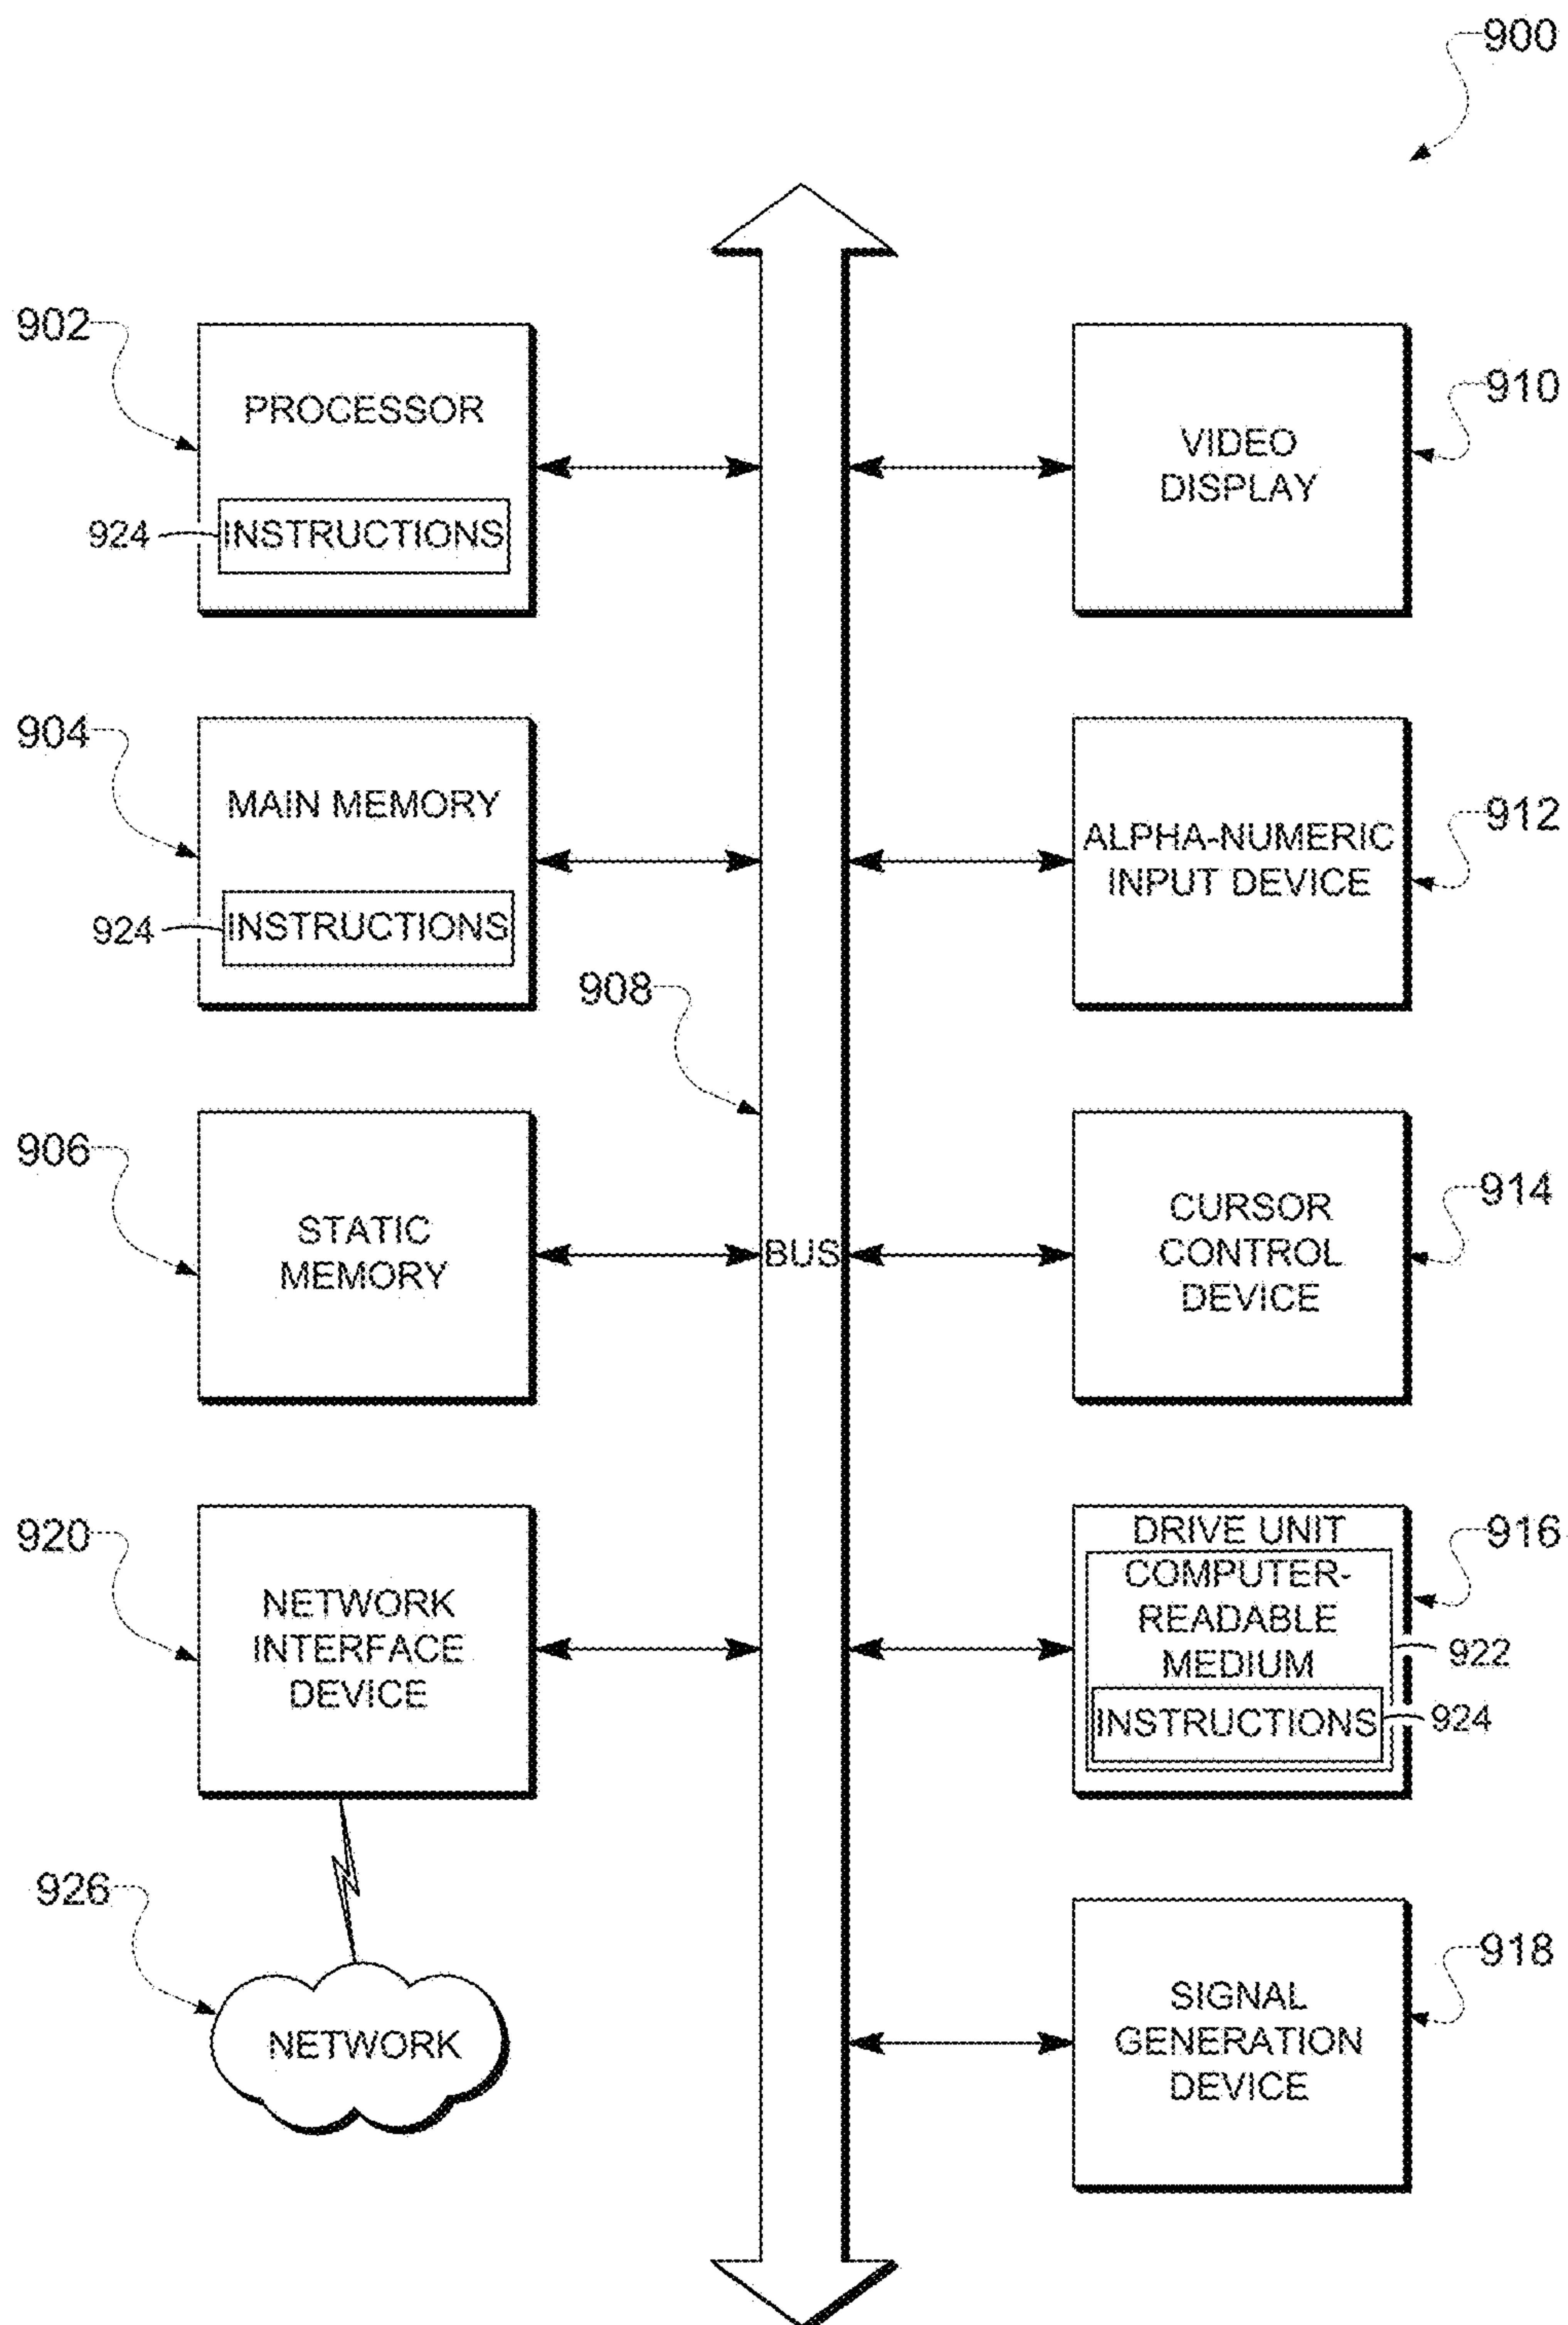 900
902
PROCESSOR
924
INSTRUCTIONS
910
VIDEO
DISPLAY
904
MAIN MEMORY
924
INSTRUCTIONS
912
ALPHA-NUMERIC
INPUT DEVICE
908
BUS
906
STATIC
MEMORY
914
CURSOR
CONTROL
DEVICE
920
NETWORK
INTERFACE
DEVICE
916
DRIVE UNIT
COMPUTER-
READABLE
MEDIUM
922
INSTRUCTIONS
924
926
NETWORK
918
SIGNAL
GENERATION
DEVICE